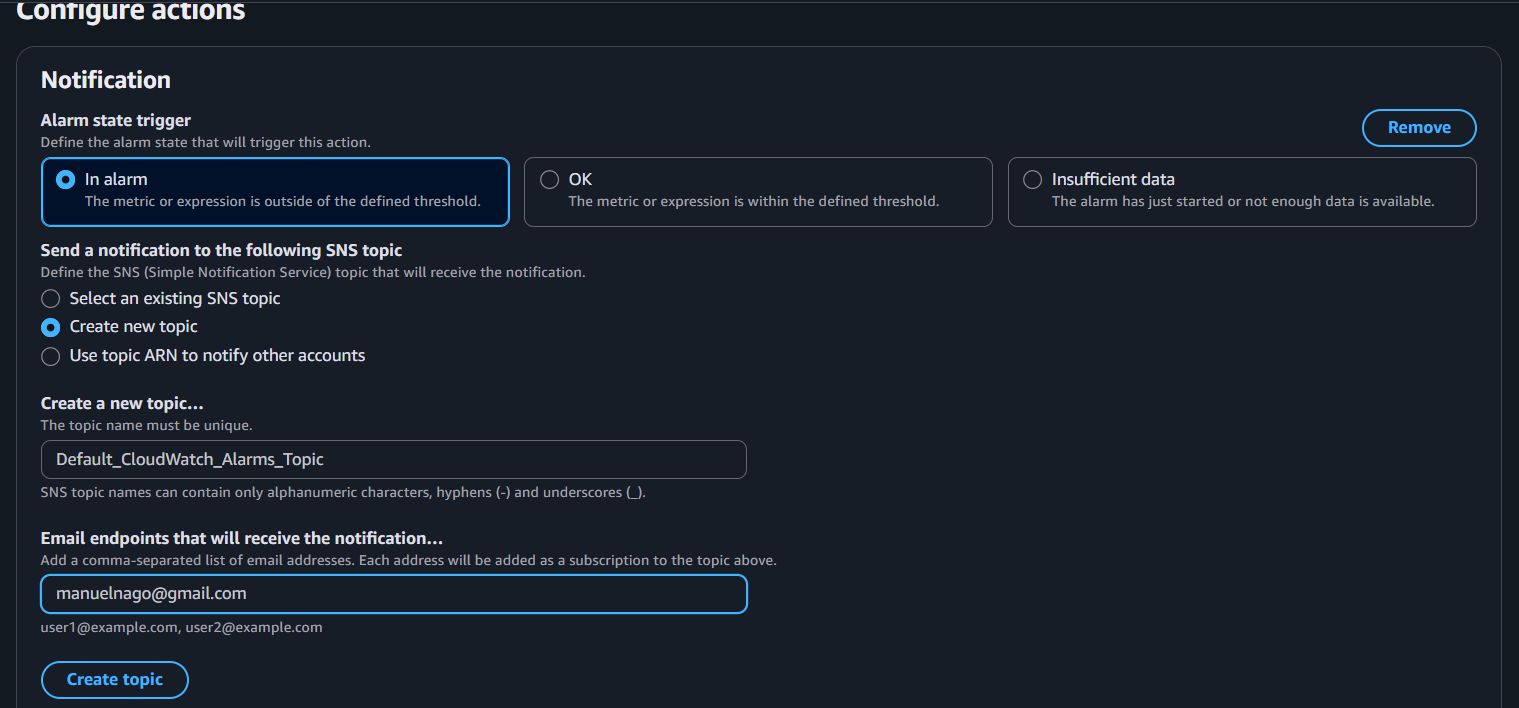 Configure actions
Notification
Alarm state trigger
Define the alarm state that will trigger this action.
Remove
In alarm
The metric or expression is outside of the defined threshold.
OK
The metric or expression is within the defined threshold.
Insufficient data
The alarm has just started or not enough data is available.
Send a notification to the following SNS topic
Define the SNS (Simple Notification Service) topic that will receive the notification.
Select an existing SNS topic
Create new topic
Use topic ARN to notify other accounts
Create a new topic...
The topic name must be unique.
Default_CloudWatch_Alarms_Topic
SNS topic names can contain only alphanumeric characters, hyphens (-) and underscores (_).
Email endpoints that will receive the notification...
Add a comma-separated list of email addresses. Each address will be added as a subscription to the topic above.
manuelnago@gmail.com
user1@example.com, user2@example.com
Create topic